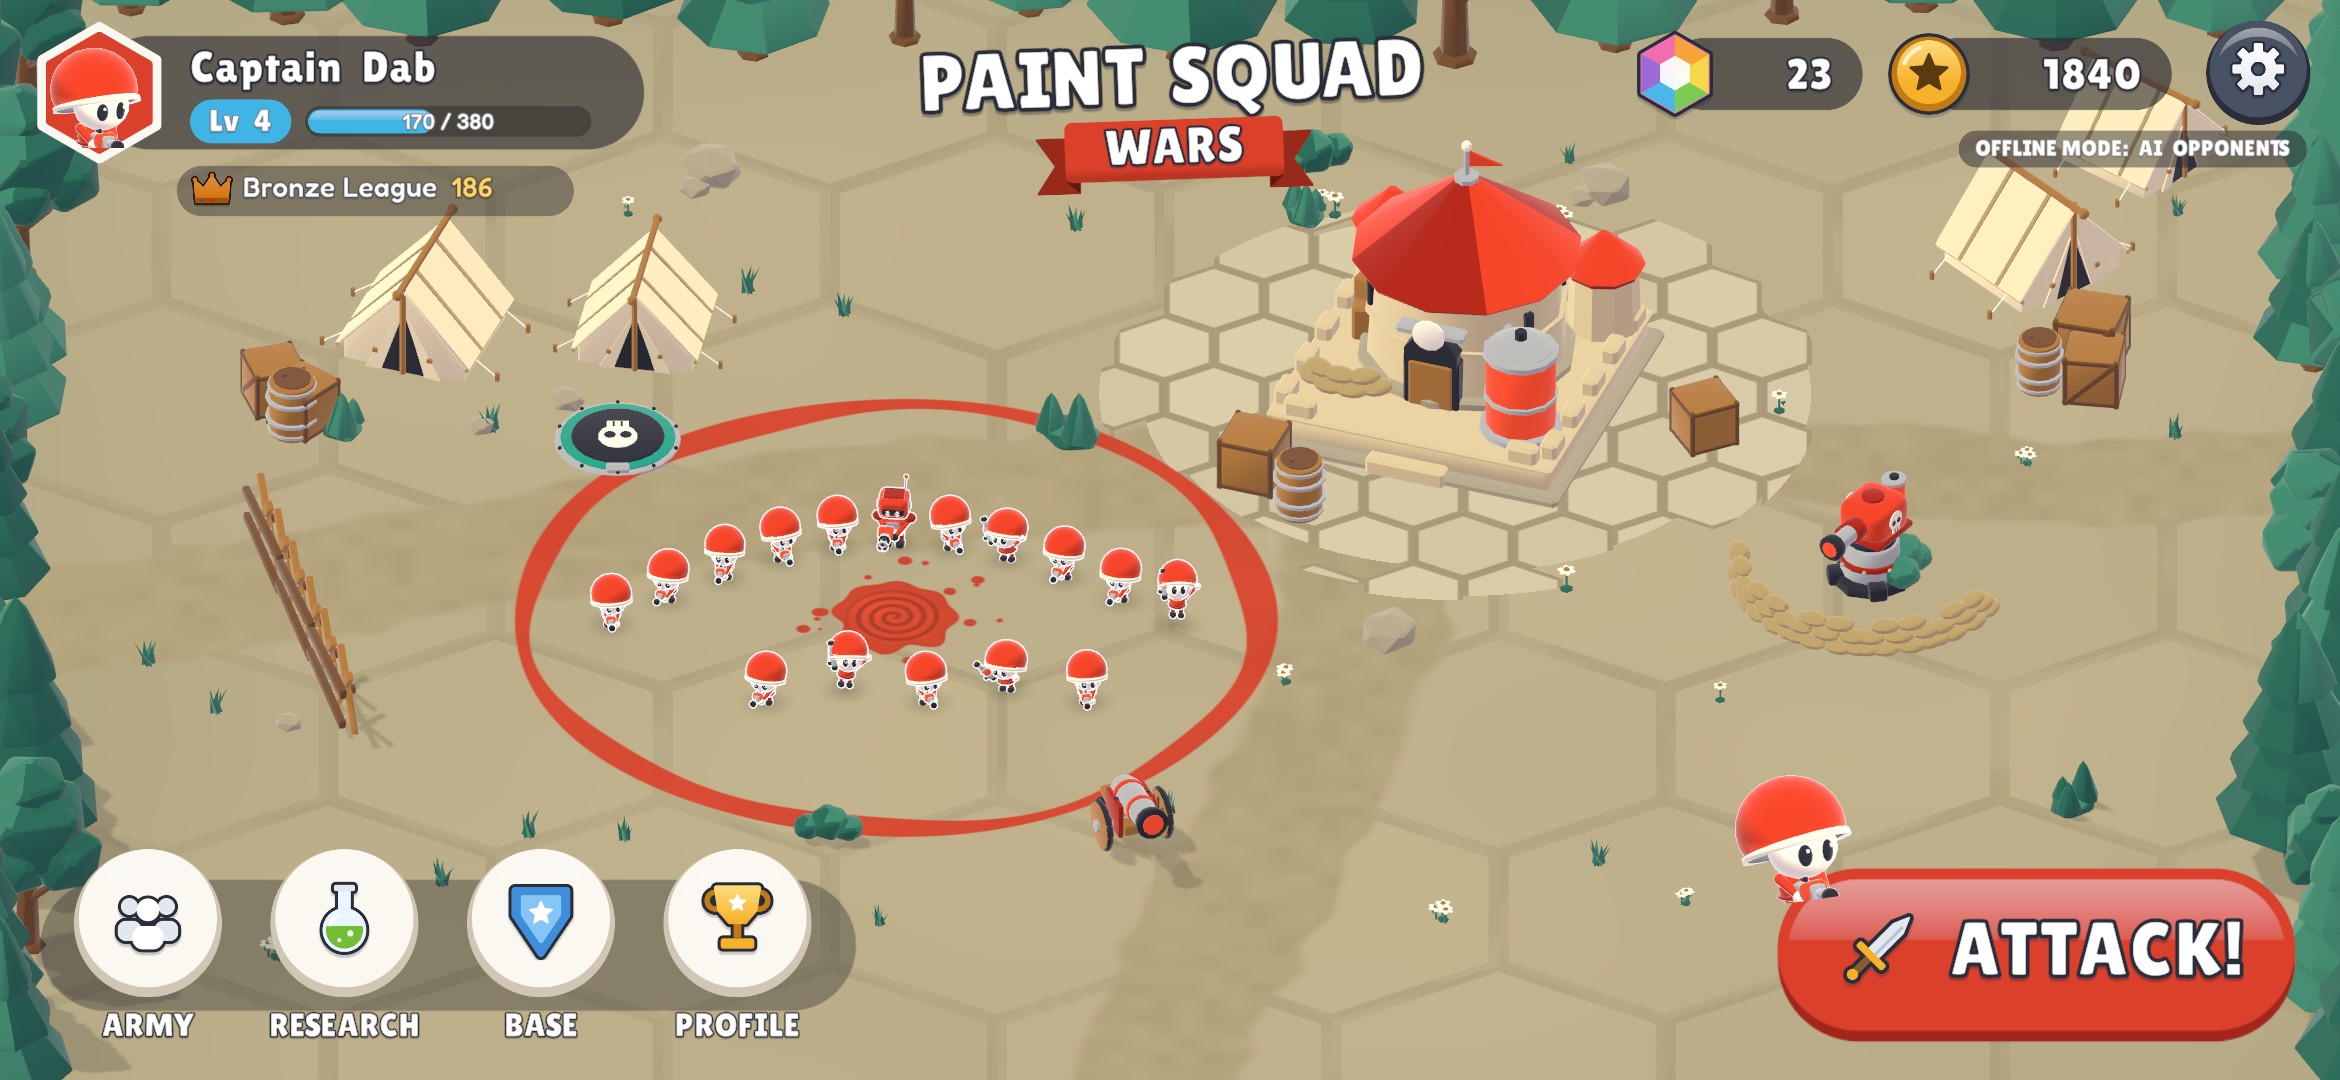 Captain Dab
Lv 4
170 / 380
Bronze League 186
PAINT SQUAD
WARS
23
1840
OFFLINE MODE: AI OPPONENTS
ARMY
RESEARCH
BASE
PROFILE
ATTACK!